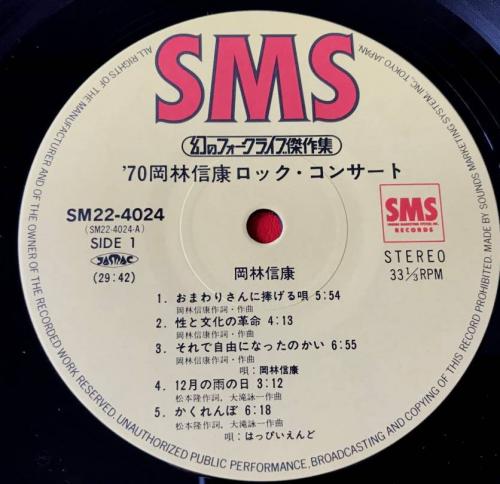 SMS
幻のフォークライブ傑作集
'70岡林信康ロック・コンサート
SM22-4024
(SM22-4024-A)
SIDE 1
JASRAC
(29:42)
SMS
SOUNDS MARKETING SYSTEM, INC.
RECORDS
STEREO
33 1/3 RPM
岡林信康
1. おまわりさんに捧げる唄 5:54
岡林信康作詞・作曲
2. 性と文化の革命 4:13
岡林信康作詞・作曲
3. それで自由になったのかい 6:55
岡林信康作詞・作曲
唄：岡林信康
4. 12月の雨の日 3:12
松本隆作詞、大滝詠一作曲
5. かくれんぼ 6:18
松本隆作詞、大滝詠一作曲
唄：はっぴいえんど
ALL RIGHTS OF THE MANUFACTURER AND OF THE OWNER OF THE RECORDED WORK RESERVED. UNAUTHORIZED PUBLIC PERFORMANCE, BROADCASTING AND COPYING OF THIS RECORD PROHIBITED. MADE BY SOUNDS MARKETING SYSTEM, INC., TOKYO JAPAN.